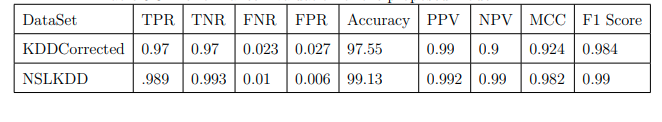 DataSet TPR TNR FNR FPR Accuracy PPV NPV MCC F1 Score
KDDCorrected 0.97 0.97 0.023 0.027 97.55 0.99 0.9 0.924 0.984
NSLKDD .989 0.993 0.01 0.006 99.13 0.992 0.99 0.982 0.99